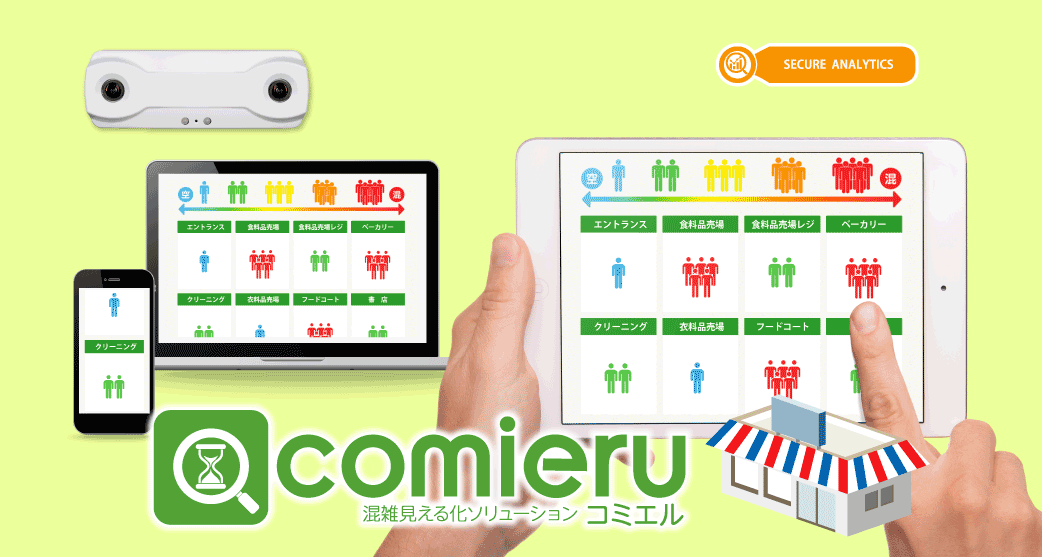 SECURE ANALYTICS
空
混
エントランス
食料品売場
食料品売場レジ
ベーカリー
クリーニング
衣料品売場
フードコート
書 店
クリーニング
空
混
エントランス
食料品売場
食料品売場レジ
ベーカリー
クリーニング
衣料品売場
フードコート
comieru
混雑見える化ソリューション コミエル